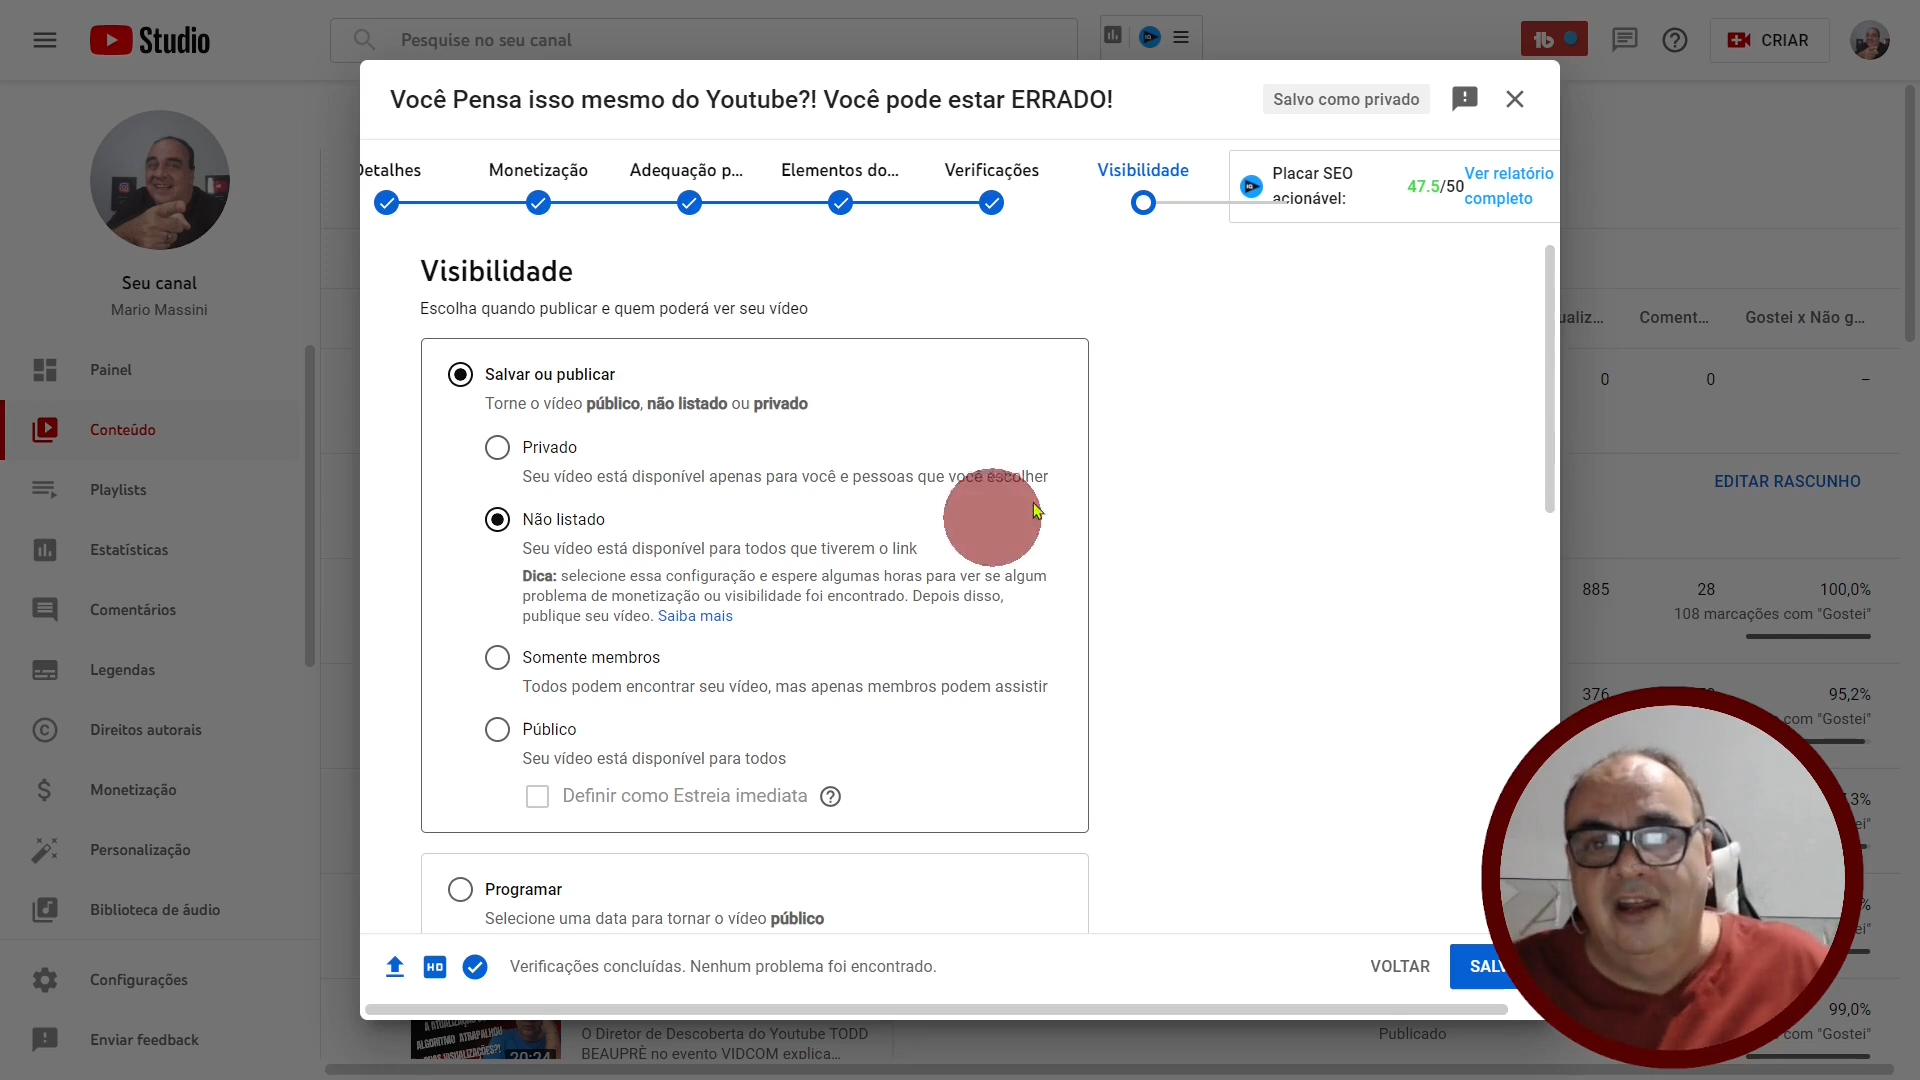 Studio
Pesquise no seu canal
CRIAR
Você Pensa isso mesmo do Youtube?! Você pode estar ERRADO!
Salvo como privado
Detalhes
Monetização
Adequação p...
Elementos do...
Verificações
Visibilidade
Placar SEO
acionável:
47.5/50
Ver relatório
completo
Seu canal
Mario Massini
Painel
Conteúdo
Playlists
Estatísticas
Comentários
Legendas
Direitos autorais
Monetização
Personalização
Biblioteca de áudio
Configurações
Enviar feedback
Visibilidade
Escolha quando publicar e quem poderá ver seu vídeo
Salvar ou publicar
Torne o vídeo público, não listado ou privado
Privado
Seu vídeo está disponível apenas para você e pessoas que você escolher
Não listado
Seu vídeo está disponível para todos que tiverem o link
Dica: selecione essa configuração e espere algumas horas para ver se algum
problema de monetização ou visibilidade foi encontrado. Depois disso,
publique seu vídeo. Saiba mais
Somente membros
Todos podem encontrar seu vídeo, mas apenas membros podem assistir
Público
Seu vídeo está disponível para todos
Definir como Estreia imediata
Programar
Selecione uma data para tornar o vídeo público
HD
Verificações concluídas. Nenhum problema foi encontrado.
VOLTAR
SALV
ualiz...
Coment...
Gostei x Não g...
0
0
–
EDITAR RASCUNHO
885
28
100,0%
108 marcações com "Gostei"
376
95,2%
com "Gostei"
99,0%
com "Gostei"
A ATUALIZAÇÃO DO
ALGORITMO ATRAPALHOU
20:24
O Diretor de Descoberta do Youtube TODD
BEAUPRÈ no evento VIDCOM explica...
Publicado